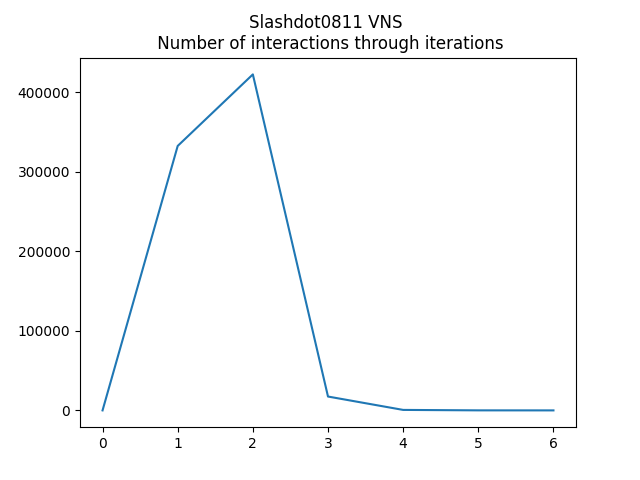 Slashdot0811 VNS
Number of interactions through iterations
400000
300000
200000
100000
0
0 1 2 3 4 5 6